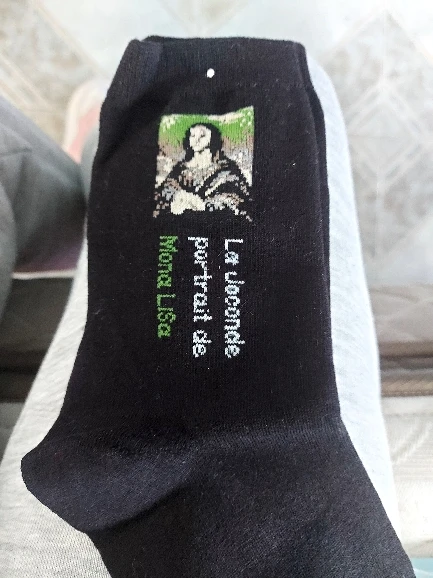 La Joconde
portrait de
Mona Lisa